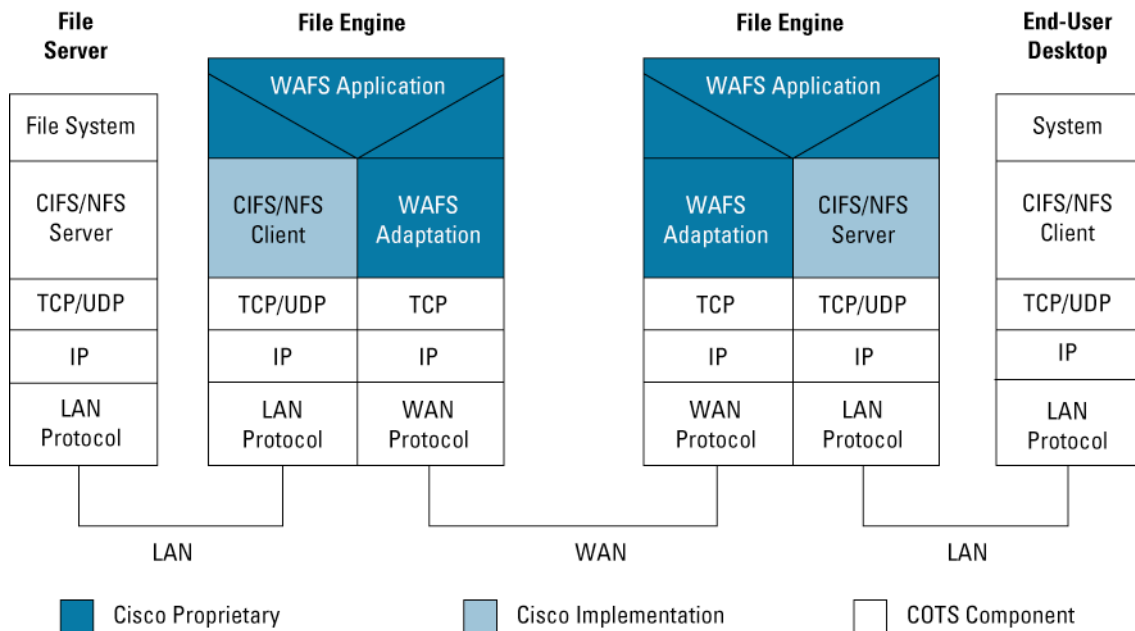 File
Server
File Engine
File Engine
End-User
Desktop
WAFS Application
WAFS Application
File System
System
CIFS/NFS
Server
CIFS/NFS
Client
WAFS
Adaptation
WAFS
Adaptation
CIFS/NFS
Server
CIFS/NFS
Client
TCP/UDP
TCP/UDP
TCP
TCP
TCP/UDP
TCP/UDP
IP
IP
IP
IP
IP
IP
LAN
Protocol
LAN
Protocol
WAN
Protocol
WAN
Protocol
LAN
Protocol
LAN
Protocol
LAN
WAN
LAN
Cisco Proprietary
Cisco Implementation
COTS Component